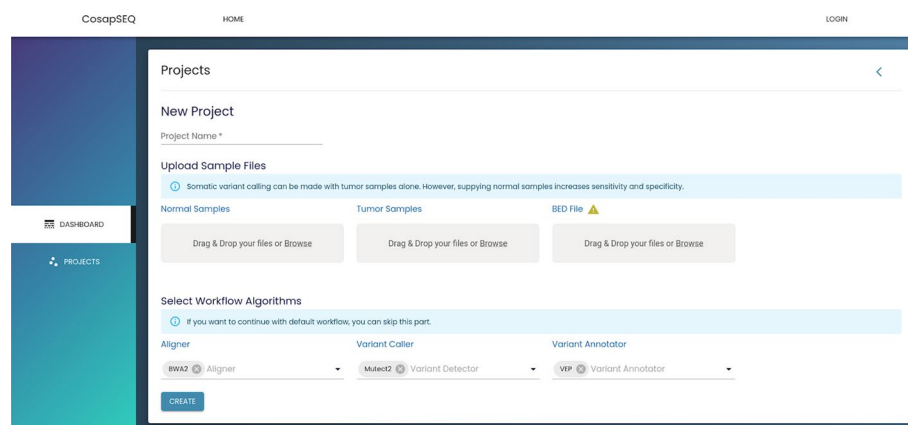 CosapSEQ HOME LOGIN
Projects
New Project
Project Name *
Upload Sample Files
Somatic variant calling can be made with tumor samples alone. However, suppying normal samples increases sensitivity and specificity.
Normal Samples Tumor Samples BED File
DASHBOARD
Drag & Drop your files or Browse Drag & Drop your files or Browse Drag & Drop your files or Browse
PROJECTS
Select Workflow Algorithms
If you want to continue with default workflow, you can skip this part.
Aligner Variant Caller Variant Annotator
BWA2 Aligner Mutect2 Variant Detector VEP Variant Annotator
CREATE